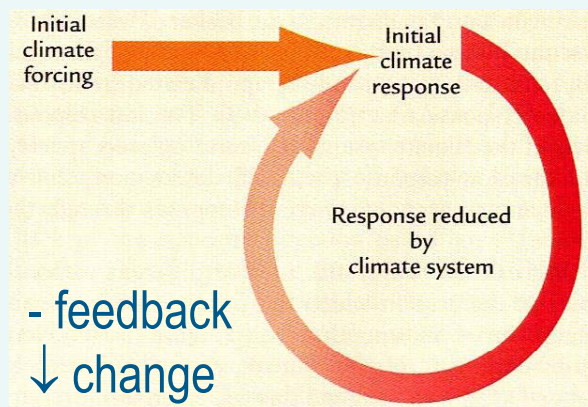 Initial
climate
forcing
Initial
climate
response
Response reduced
by
climate system
- feedback
↓ change